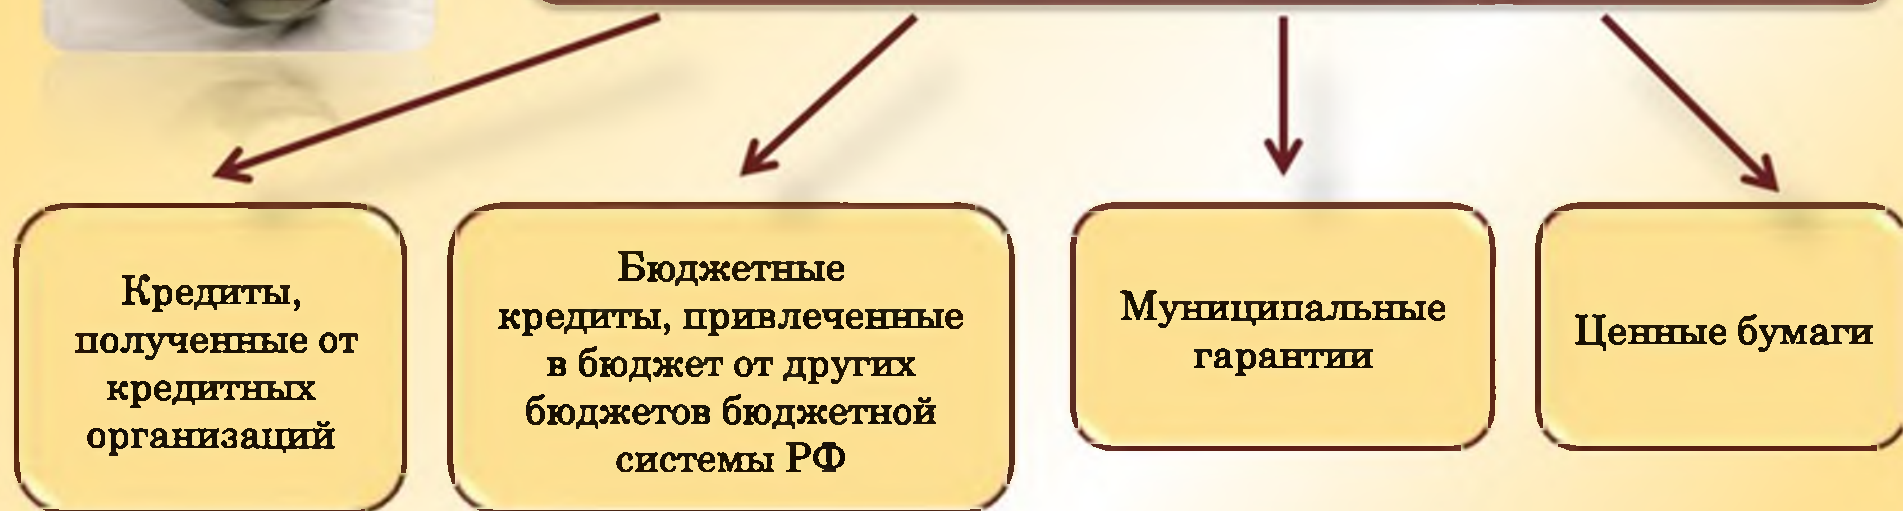 Кредиты,
полученные от
кредитных
организаций
Бюджетные
кредиты, привлеченные
в бюджет от других
бюджетов бюджетной
системы РФ
Муниципальные
гарантии
Ценные бумаги